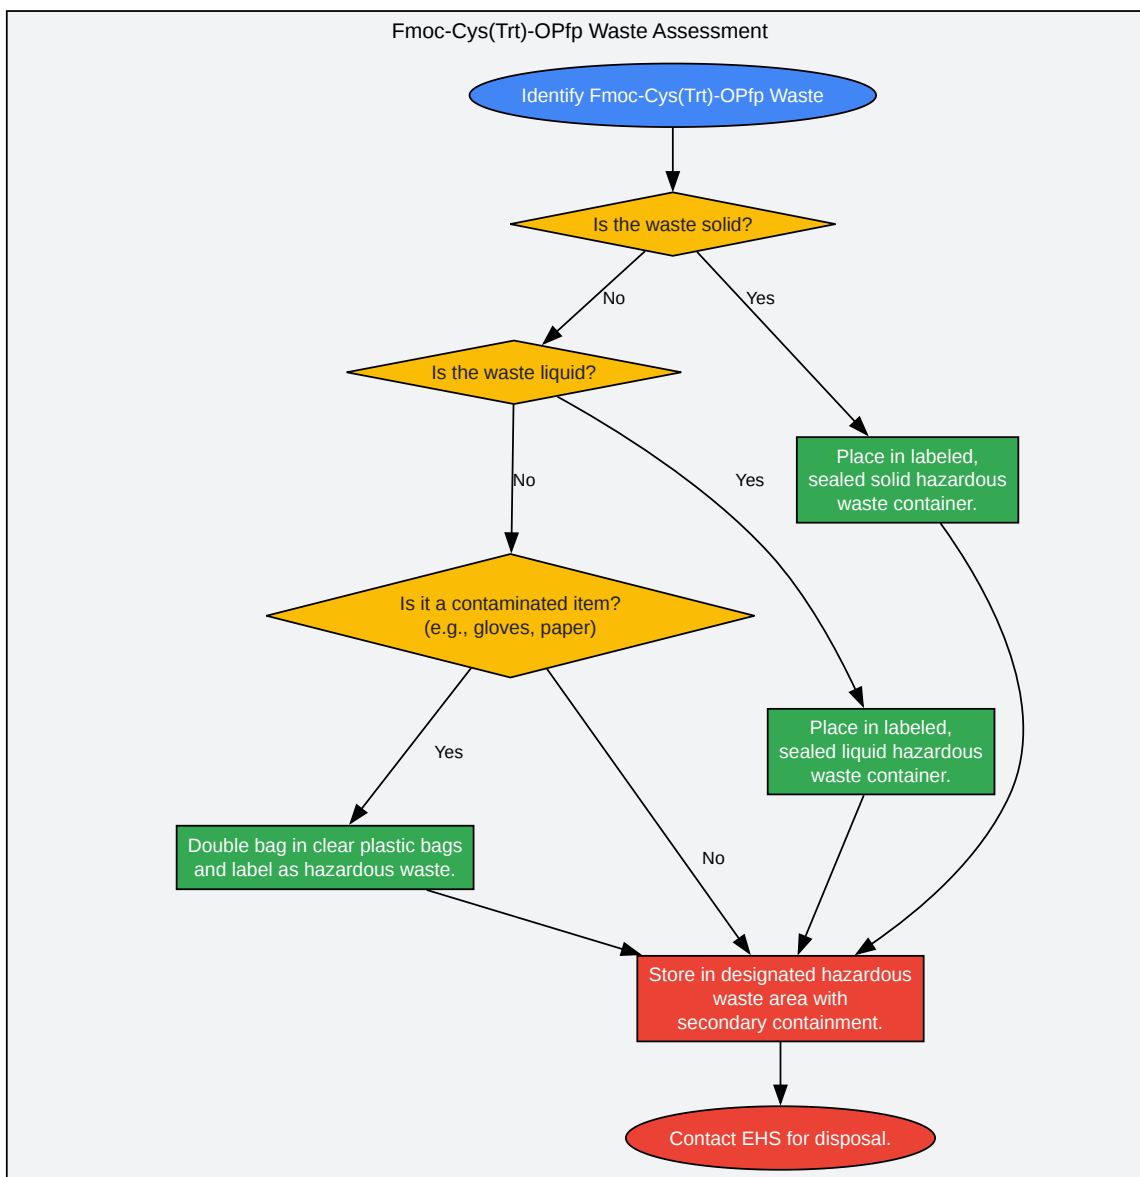 Fmoc-Cys(Trt)-OPfp Waste Assessment
Identify Fmoc-Cys(Trt)-OPfp Waste
Is the waste solid?
No
Yes
Is the waste liquid?
Place in labeled,
sealed solid hazardous
waste container.
No
Yes
Is it a contaminated item?
(e.g., gloves, paper)
Place in labeled,
sealed liquid hazardous
waste container.
Yes
No
Double bag in clear plastic bags
and label as hazardous waste.
Store in designated hazardous
waste area with
secondary containment.
Contact EHS for disposal.